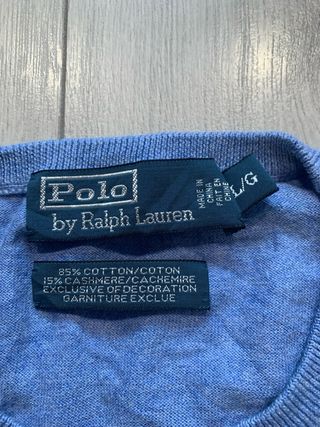 Polo
by Ralph Lauren
MADE IN
CHINA
FAIT EN
CHINE
L/G
85% COTTON/COTON
15% CASHMERE/CACHEMIRE
EXCLUSIVE OF DECORATION
GARNITURE EXCLUE